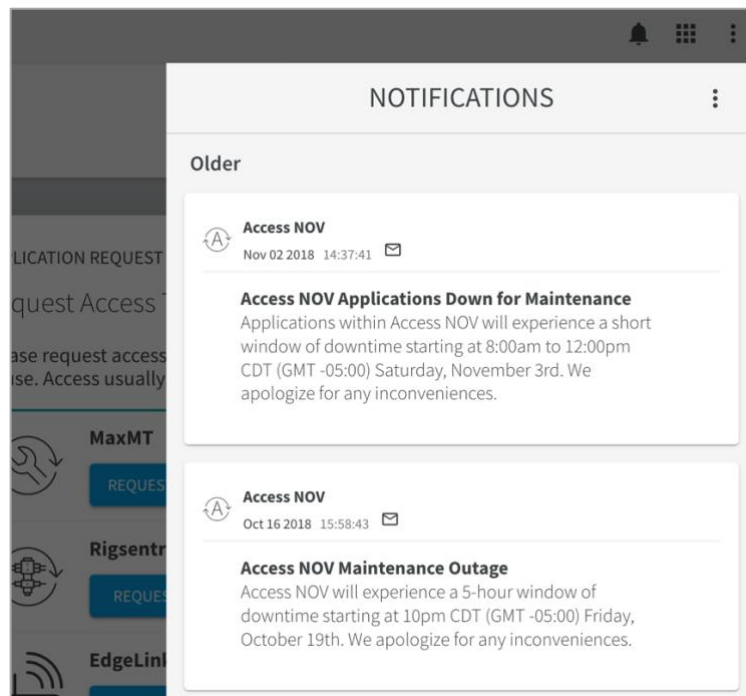 NOTIFICATIONS
Older
Access NOV
Nov 02 2018 14:37:41
Access NOV Applications Down for Maintenance
Applications within Access NOV will experience a short
window of downtime starting at 8:00am to 12:00pm
CDT (GMT -05:00) Saturday, November 3rd. We
apologize for any inconveniences.
Access NOV
Oct 16 2018 15:58:43
Access NOV Maintenance Outage
Access NOV will experience a 5-hour window of
downtime starting at 10pm CDT (GMT -05:00) Friday,
October 19th. We apologize for any inconveniences.
LICATION REQUEST
quest Access
ase request access
use. Access usually
MaxMT
REQUES
Rigsentr
REQUES
EdgeLin